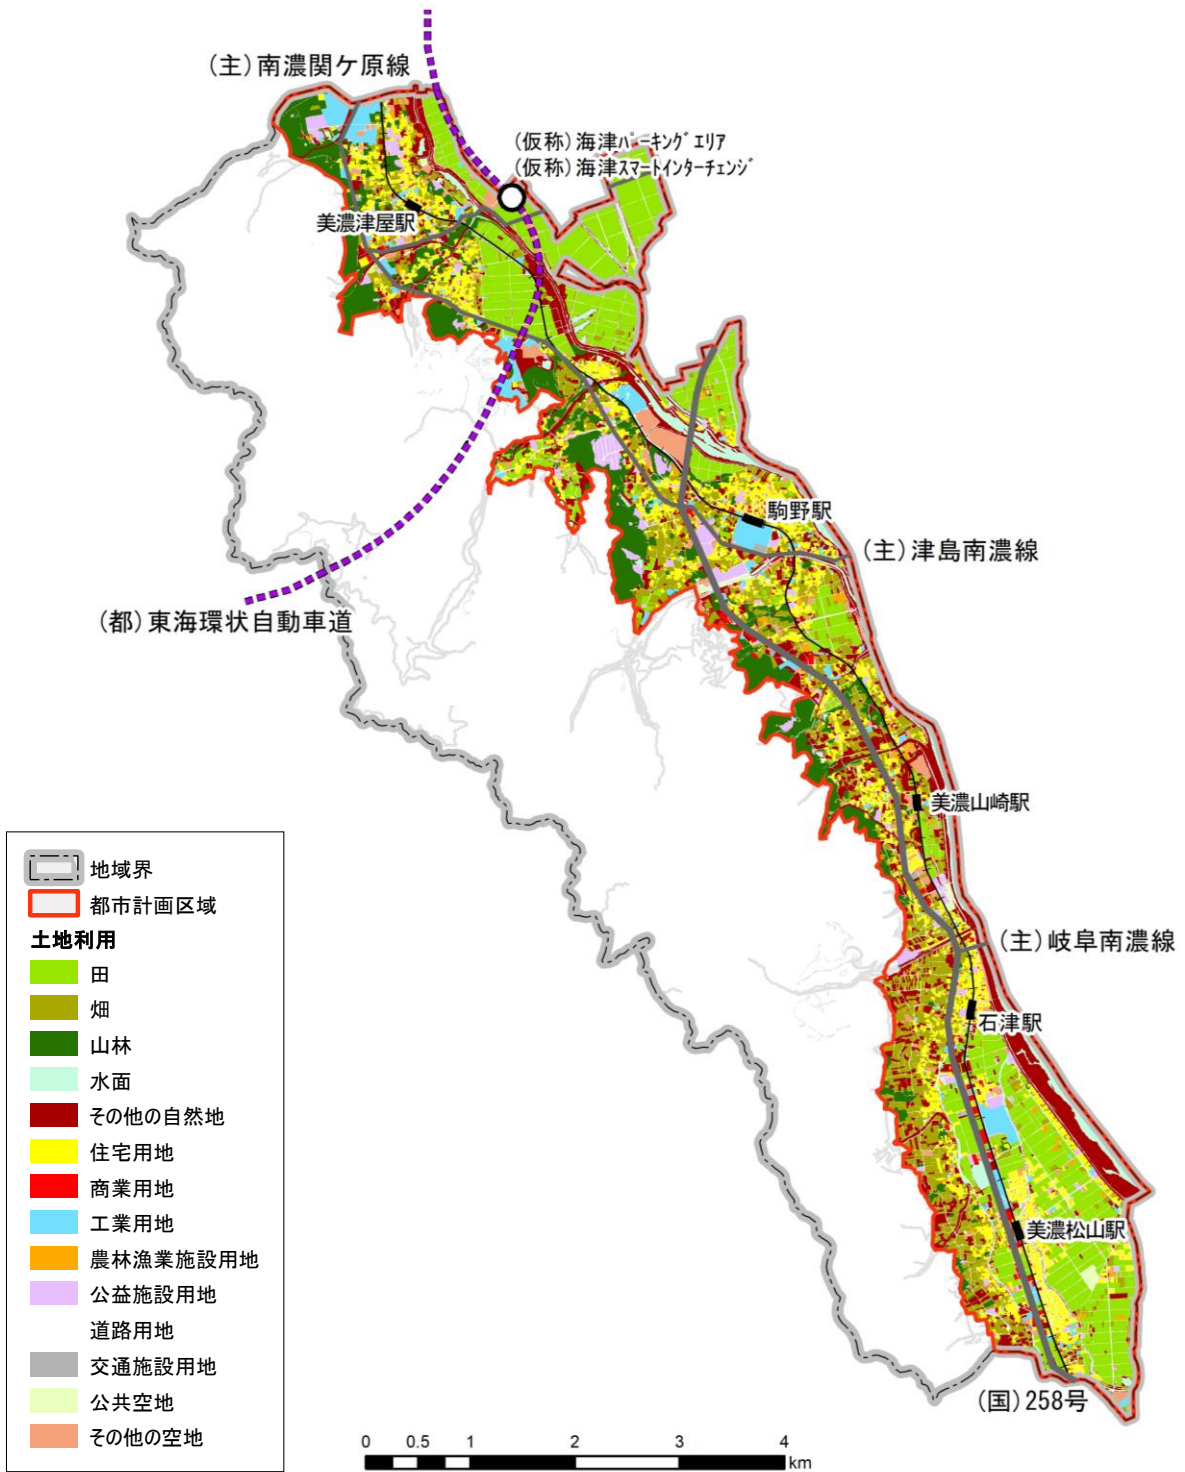 (主)南濃関ケ原線
(仮称)海津パーキングエリア
(仮称)海津スマートインターチェンジ
美濃津屋駅
駒野駅
(主)津島南濃線
(都)東海環状自動車道
美濃山崎駅
(主)岐阜南濃線
石津駅
美濃松山駅
(国)258号
地域界
都市計画区域
土地利用
田
畑
山林
水面
その他の自然地
住宅用地
商業用地
工業用地
農林漁業施設用地
公益施設用地
道路用地
交通施設用地
公共空地
その他の空地
0 0.5 1 2 3 4
km